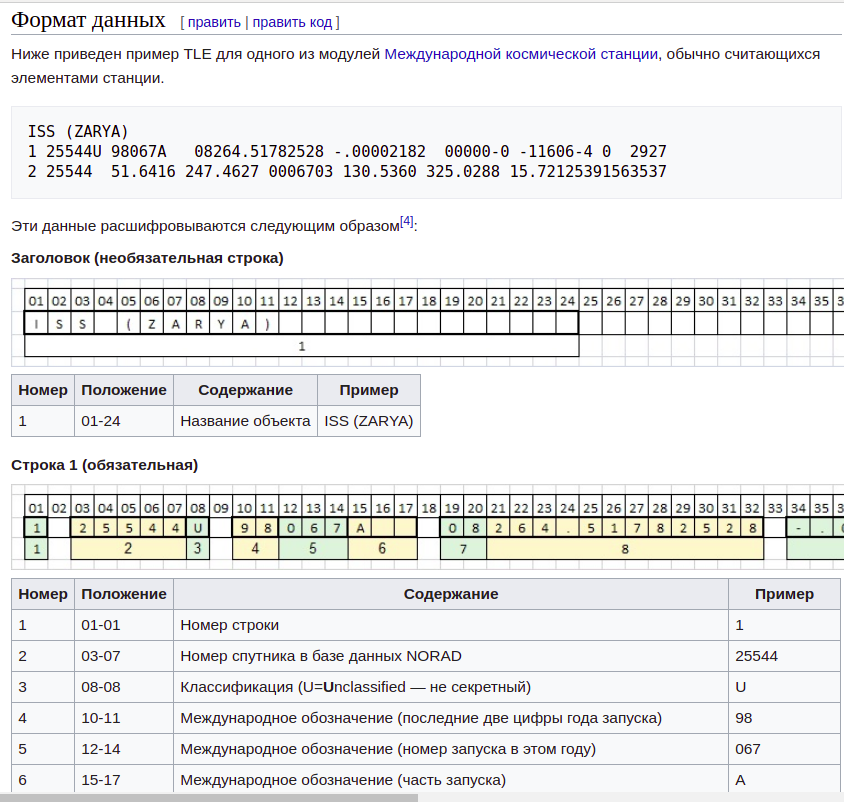 Формат данных [ править | править код ]
Ниже приведен пример TLE для одного из модулей Международной космической станции, обычно считающихся
элементами станции.
ISS (ZARYA)
1 25544U 98067A   08264.51782528 -.00002182  00000-0 -11606-4 0  2927
2 25544  51.6416 247.4627 0006703 130.5360 325.0288 15.72125391563537
Эти данные расшифровываются следующим образом[4]:
Заголовок (необязательная строка)
01 02 03 04 05 06 07 08 09 10 11 12 13 14 15 16 17 18 19 20 21 22 23 24 25 26 27 28 29 30 31 32 33 34 35 3
I S S ( Z A R Y A )
1
Номер Положение Содержание Пример
1 01-24 Название объекта ISS (ZARYA)
Строка 1 (обязательная)
01 02 03 04 05 06 07 08 09 10 11 12 13 14 15 16 17 18 19 20 21 22 23 24 25 26 27 28 29 30 31 32 33 34 35 3
1 2 5 5 4 4 U 9 8 0 6 7 A 0 8 2 6 4 . 5 1 7 8 2 5 2 8 - . 0
1 2 3 4 5 6 7 8
Номер Положение Содержание Пример
1 01-01 Номер строки 1
2 03-07 Номер спутника в базе данных NORAD 25544
3 08-08 Классификация (U=Unclassified — не секретный) U
4 10-11 Международное обозначение (последние две цифры года запуска) 98
5 12-14 Международное обозначение (номер запуска в этом году) 067
6 15-17 Международное обозначение (часть запуска) A